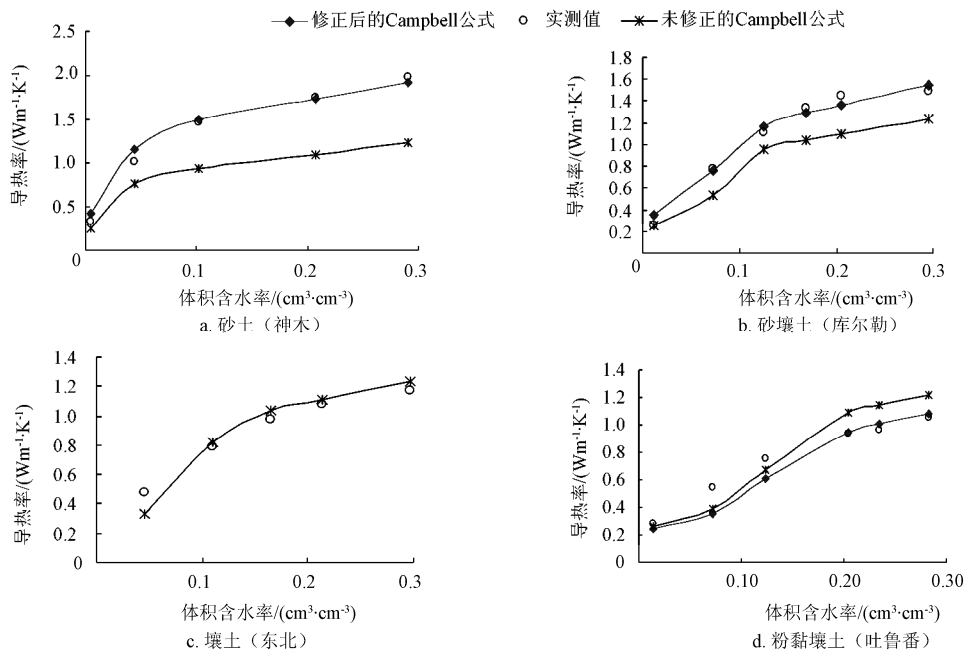 修正后的Campbell公式 实测值 未修正的Campbell公式
2.5
2.0
1.5
1.0
0.5
0 0.1 0.2 0.3
导热率/(Wm⁻¹·K⁻¹)
体积含水率/(cm³·cm⁻³)
a. 砂土（神木）
1.8
1.6
1.4
1.2
1.0
0.8
0.6
0.4
0.2
0 0.1 0.2 0.3
导热率/(Wm⁻¹·K⁻¹)
体积含水率/(cm³·cm⁻³)
b. 砂壤土（库尔勒）
1.4
1.2
1.0
0.8
0.6
0.4
0.2
0
0.1 0.2 0.3
导热率/(Wm⁻¹·K⁻¹)
体积含水率/(cm³·cm⁻³)
c. 壤土（东北）
1.4
1.2
1.0
0.8
0.6
0.4
0.2
0
0.10 0.20 0.30
导热率/(Wm⁻¹·K⁻¹)
体积含水率/(cm³·cm⁻³)
d. 粉黏壤土（吐鲁番）